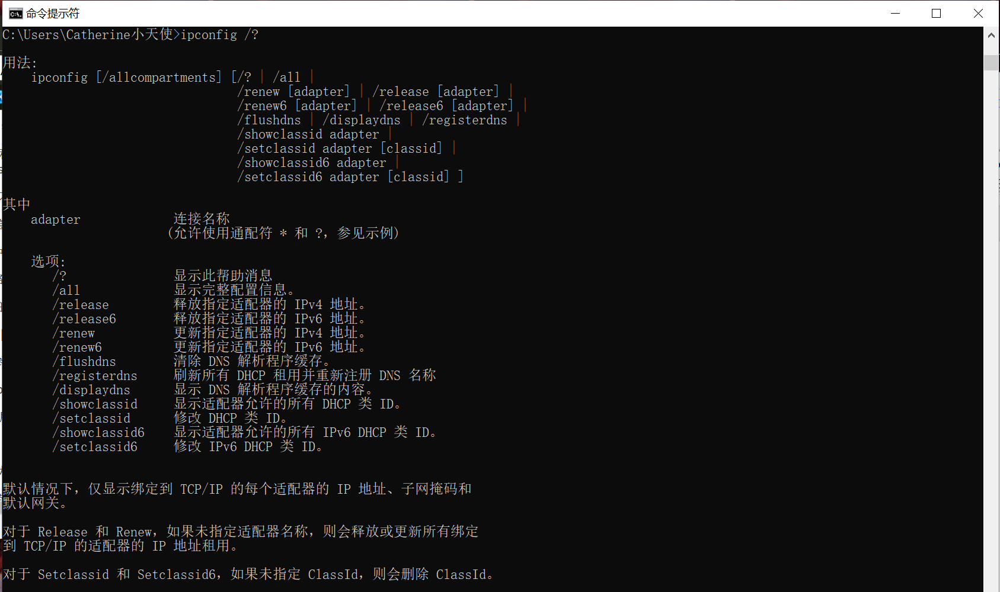 命令提示符
C:\Users\Catherine小天使>ipconfig /?
用法:
ipconfig [/allcompartments] [/? | /all |
/renew [adapter] | /release [adapter] |
/renew6 [adapter] | /release6 [adapter] |
/flushdns | /displaydns | /registerdns |
/showclassid adapter |
/setclassid adapter [classid] |
/showclassid6 adapter |
/setclassid6 adapter [classid] ]
其中
adapter 连接名称
(允许使用通配符 * 和 ?，参见示例)
选项:
/? 显示此帮助消息
/all 显示完整配置信息。
/release 释放指定适配器的 IPv4 地址。
/release6 释放指定适配器的 IPv6 地址。
/renew 更新指定适配器的 IPv4 地址。
/renew6 更新指定适配器的 IPv6 地址。
/flushdns 清除 DNS 解析程序缓存。
/registerdns 刷新所有 DHCP 租用并重新注册 DNS 名称
/displaydns 显示 DNS 解析程序缓存的内容。
/showclassid 显示适配器允许的所有 DHCP 类 ID。
/setclassid 修改 DHCP 类 ID。
/showclassid6 显示适配器允许的所有 IPv6 DHCP 类 ID。
/setclassid6 修改 IPv6 DHCP 类 ID。
默认情况下，仅显示绑定到 TCP/IP 的每个适配器的 IP 地址、子网掩码和
默认网关。
对于 Release 和 Renew，如果未指定适配器名称，则会释放或更新所有绑定
到 TCP/IP 的适配器的 IP 地址租用。
对于 Setclassid 和 Setclassid6，如果未指定 ClassId，则会删除 ClassId。